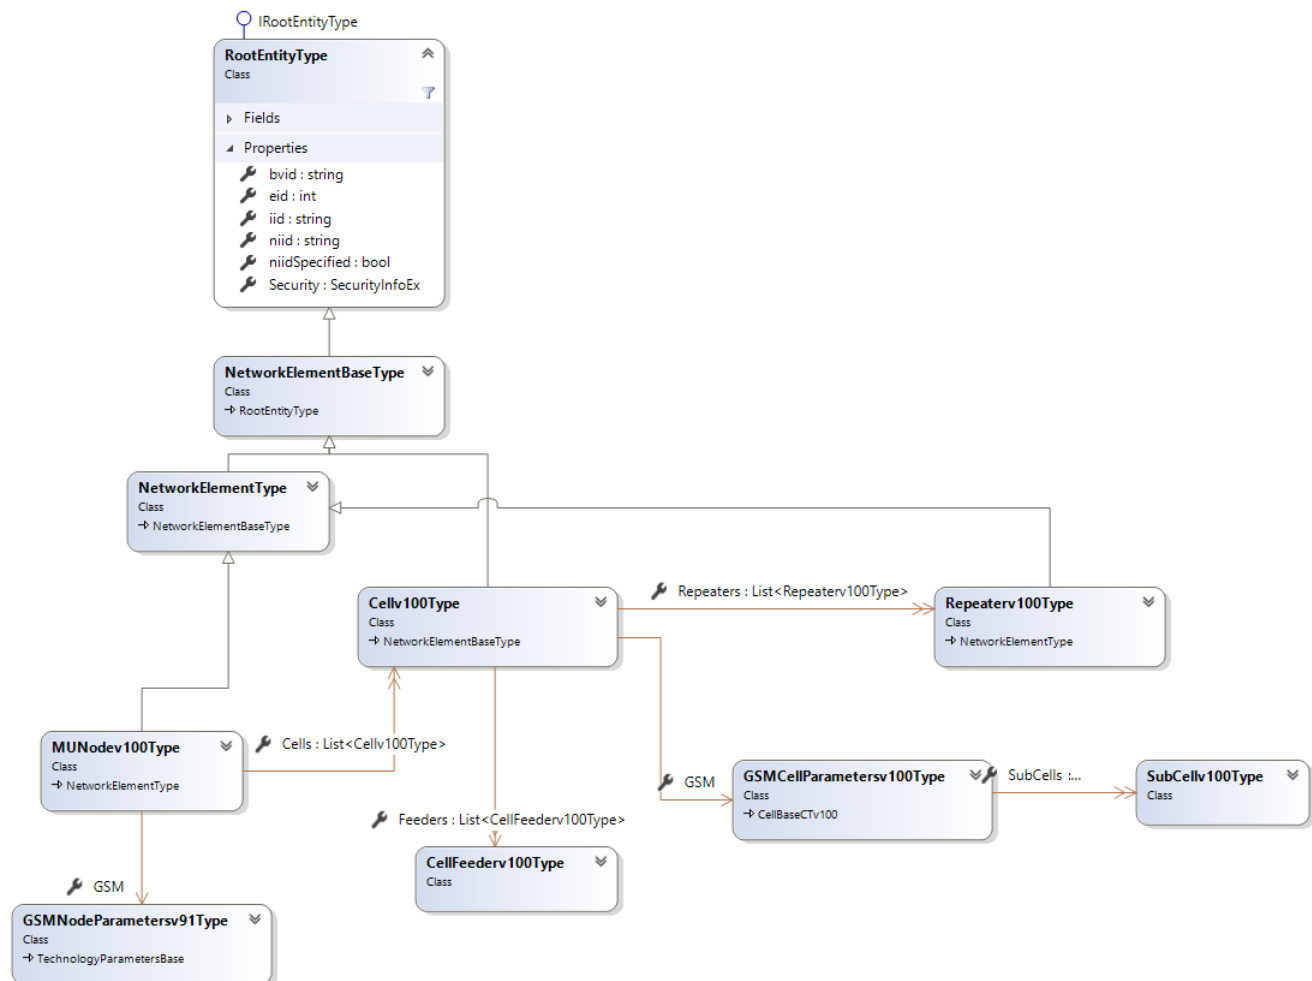 IRootEntityType
RootEntityType
Class
Fields
Properties
bvid : string
eid : int
iid : string
niid : string
niidSpecified : bool
Security : SecurityInfoEx
NetworkElementBaseType
Class
RootEntityType
NetworkElementType
Class
NetworkElementBaseType
Cellv100Type
Class
NetworkElementBaseType
Repeaters : List<Repeaterv100Type>
Repeaterv100Type
Class
NetworkElementType
MUNodev100Type
Class
NetworkElementType
Cells : List<Cellv100Type>
GSM
GSMCellParametersv100Type
Class
CellBaseCTv100
SubCells :...
SubCellv100Type
Class
Feeders : List<CellFeederv100Type>
CellFeederv100Type
Class
GSM
GSMNodeParametersv91Type
Class
TechnologyParametersBase